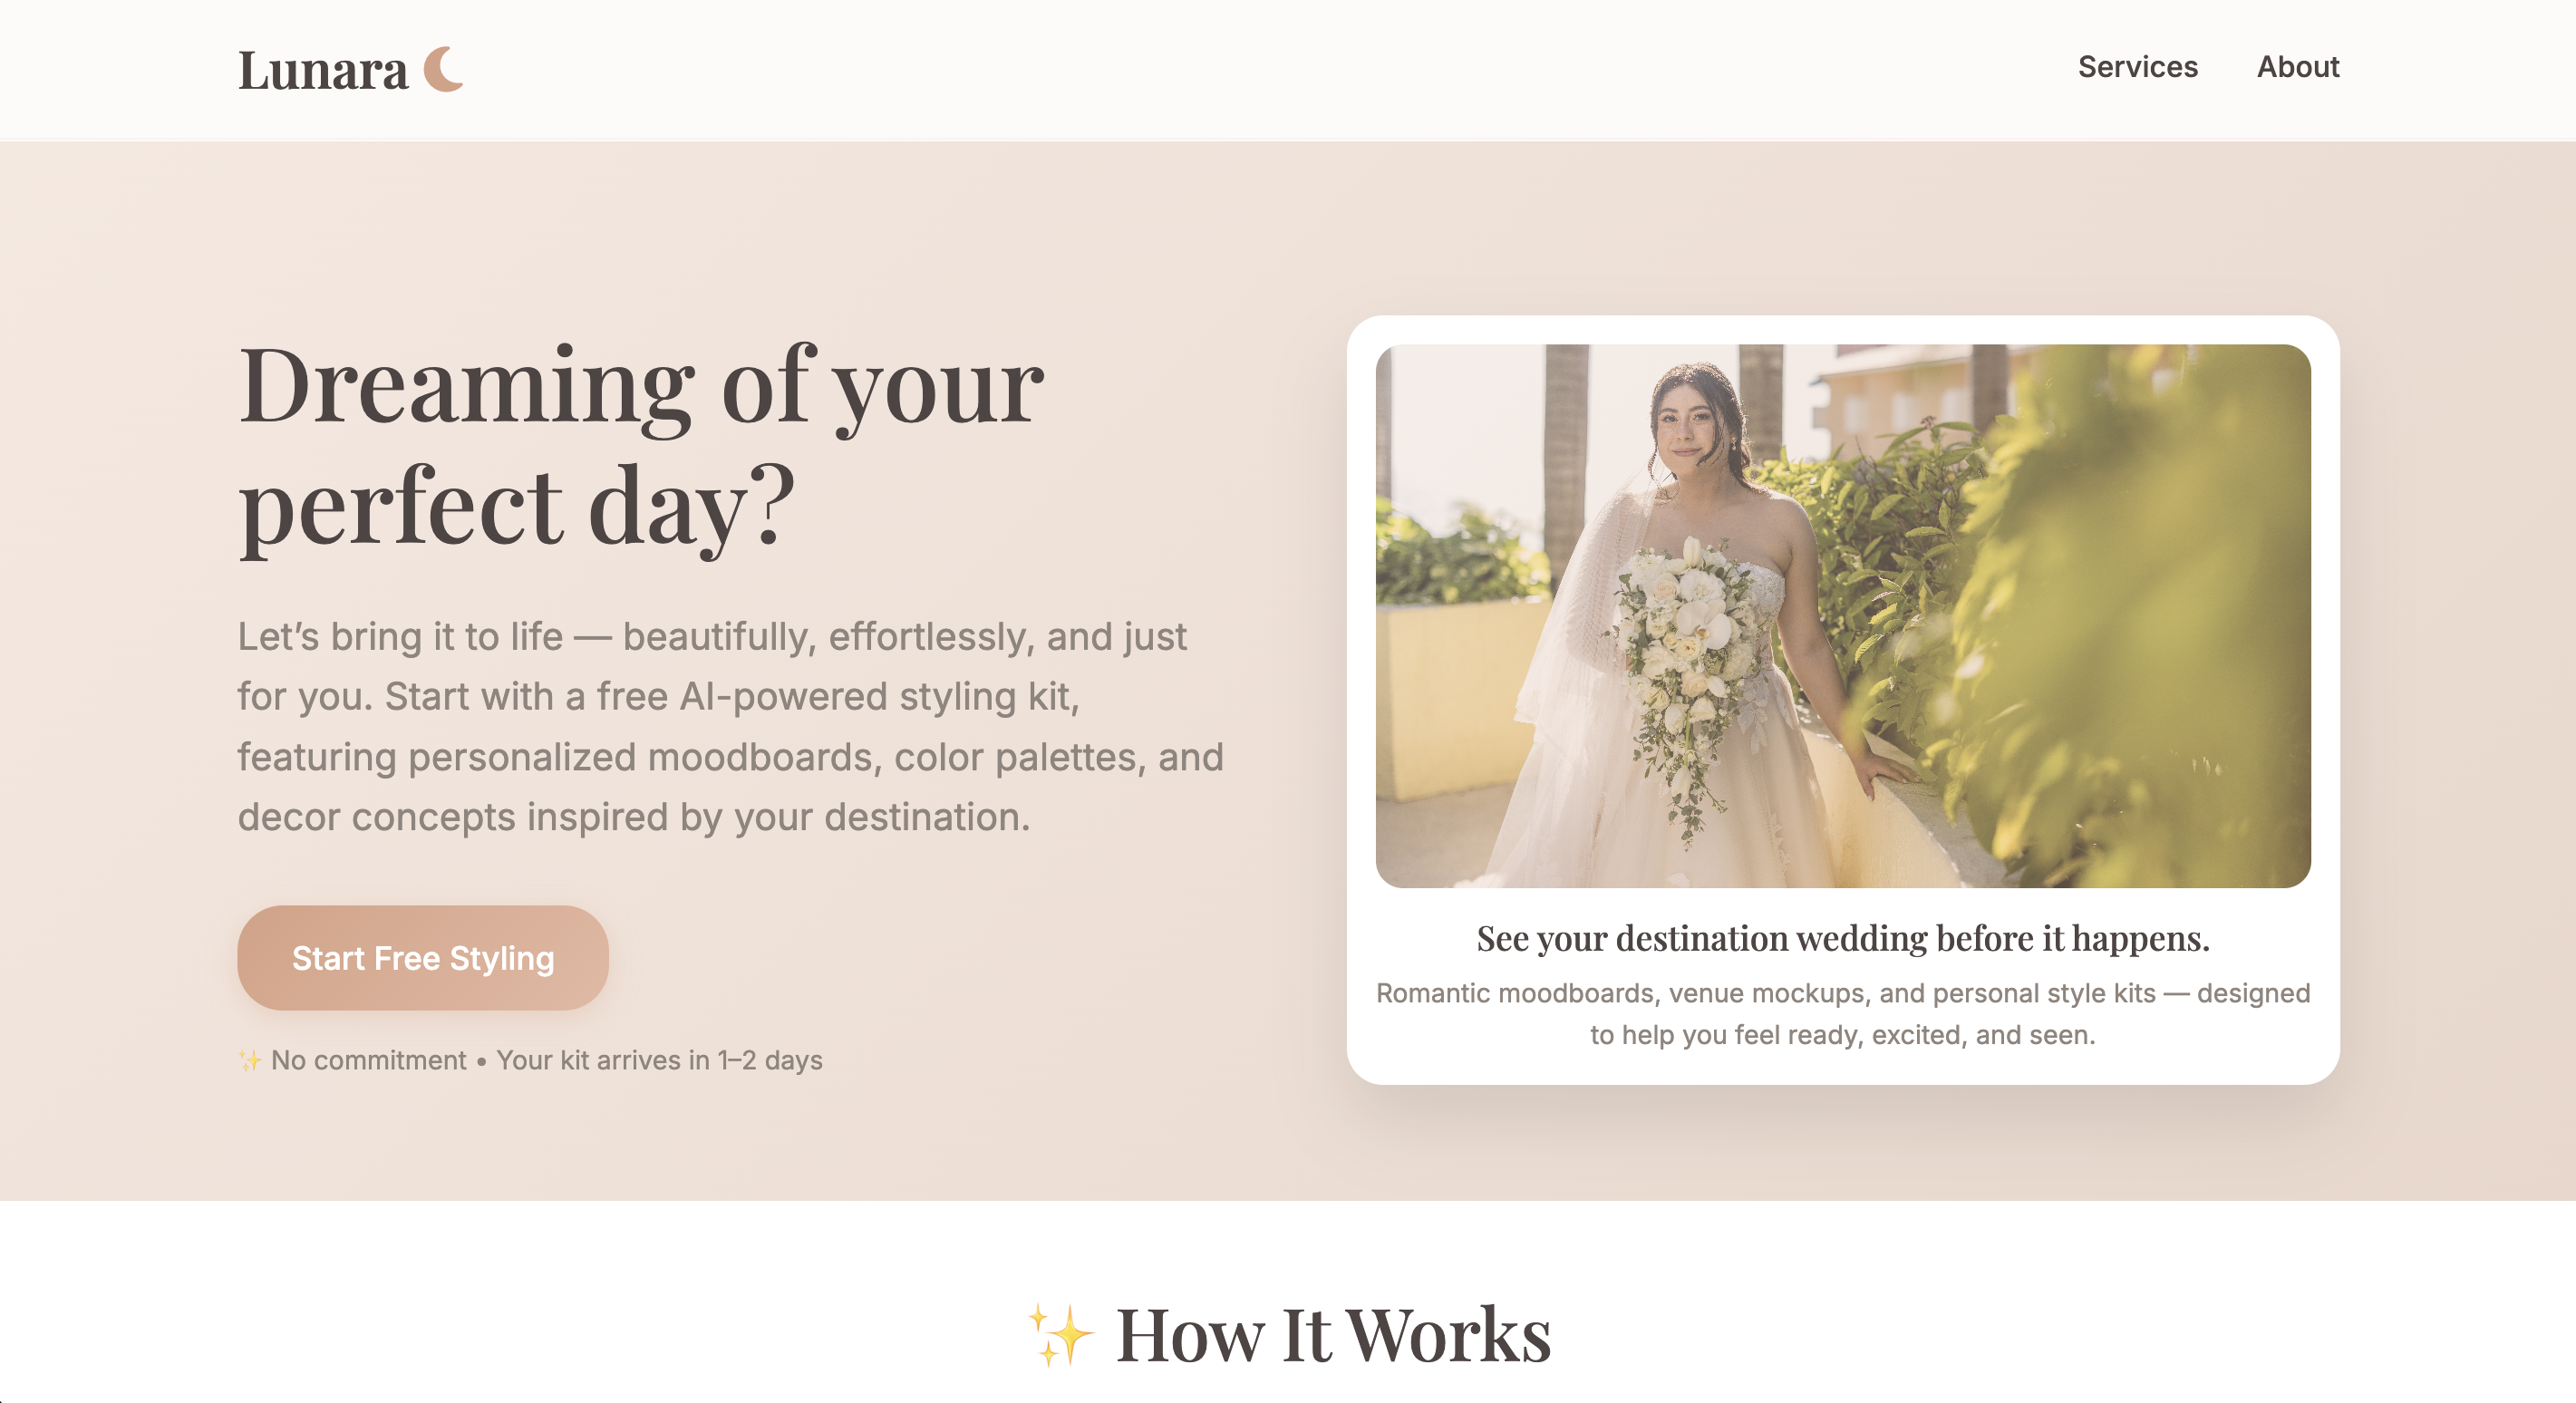 Lunara
Services
About
Dreaming of your
perfect day?
Let’s bring it to life — beautifully, effortlessly, and just
for you. Start with a free AI-powered styling kit,
featuring personalized moodboards, color palettes, and
decor concepts inspired by your destination.
Start Free Styling
✨ No commitment • Your kit arrives in 1–2 days
See your destination wedding before it happens.
Romantic moodboards, venue mockups, and personal style kits — designed
to help you feel ready, excited, and seen.
✨ How It Works